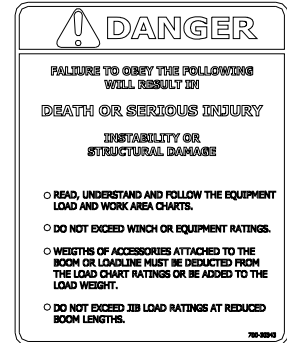 DANGER
FALIURE TO OBEY THE FOLLOWING
WILL RESULT IN
DEATH OR SERIOUS INJURY
INSTABILITY OR
STRUCTURAL DAMAGE
READ, UNDERSTAND AND FOLLOW THE EQUIPMENT
LOAD AND WORK AREA CHARTS.
DO NOT EXCEED WINCH OR EQUIPMENT RATINGS.
WEIGTHS OF ACCESSORIES ATTACHED TO THE
BOOM OR LOADLINE MUST BE DEDUCTED FROM
THE LOAD CHART RATINGS OR BE ADDED TO THE
LOAD WEIGHT.
DO NOT EXCEED JIB LOAD RATINGS AT REDUCED
BOOM LENGTHS.